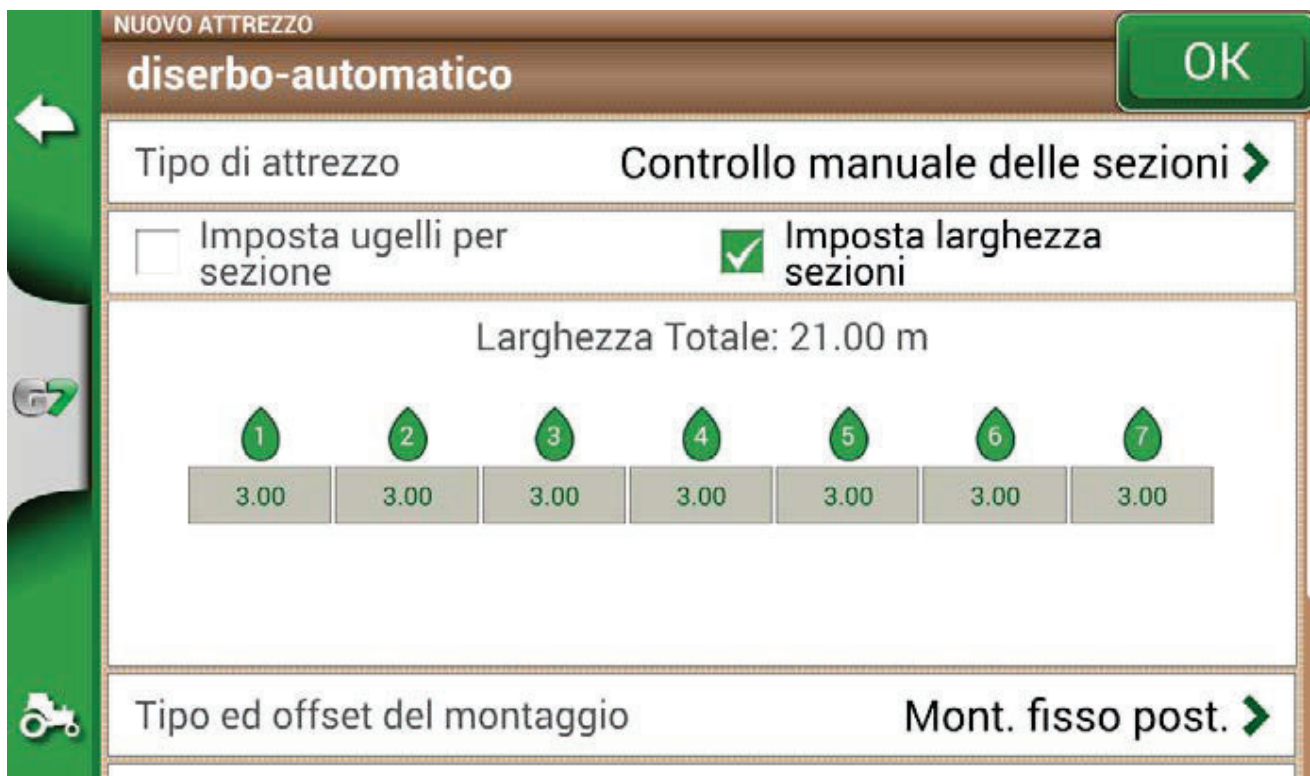 NUOVO ATTREZZO
diserbo-automatico
OK
Tipo di attrezzo Controllo manuale delle sezioni
Imposta ugelli per
sezione
Imposta larghezza
sezioni
Larghezza Totale: 21.00 m
G7
1 2 3 4 5 6 7
3.00 3.00 3.00 3.00 3.00 3.00 3.00
Tipo ed offset del montaggio Mont. fisso post.